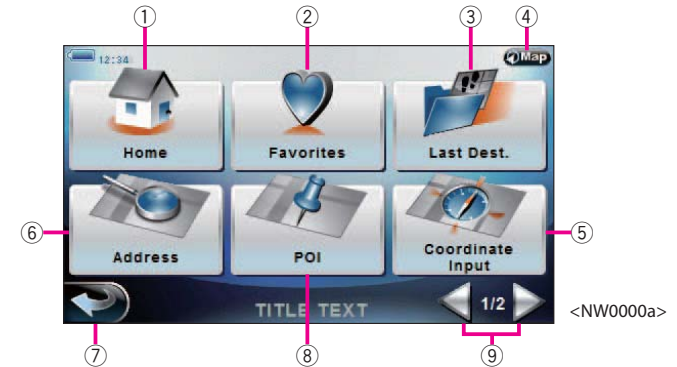 ① ② ③ ④
12:34 Map
Home Favorites Last Dest.
⑥ ⑤
Address POI Coordinate
Input
TITLE TEXT 1/2 <NW0000a>
⑦ ⑧ ⑨